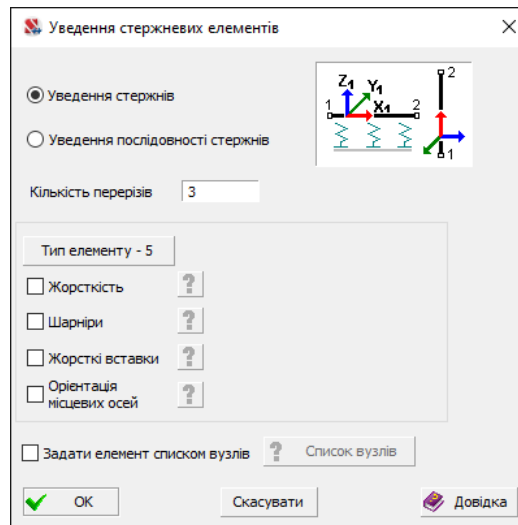 Уведення стержневих елементів
Уведення стержнів
Уведення послідовності стержнів
Z1 Y1 X1 1 2 2 1
Кількість перерізів 3
Тип елементу - 5
Жорсткість ?
Шарніри ?
Жорсткі вставки ?
Орієнтація
місцевих осей ?
Задати елемент списком вузлів ? Список вузлів
ОК Скасувати Довідка